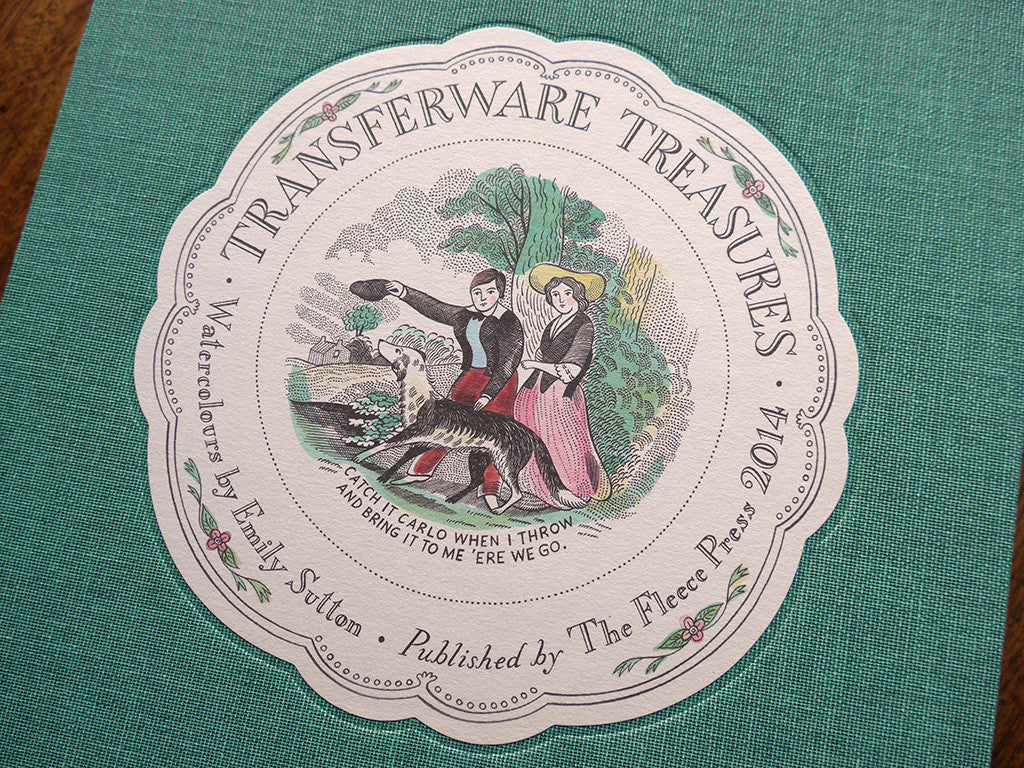 TRANSFERWARE TREASURES
CATCH IT CARLO WHEN I THROW
AND BRING IT TO ME 'ERE WE GO.
Watercolours by Emily Sutton • Published by The Fleece Press 2014